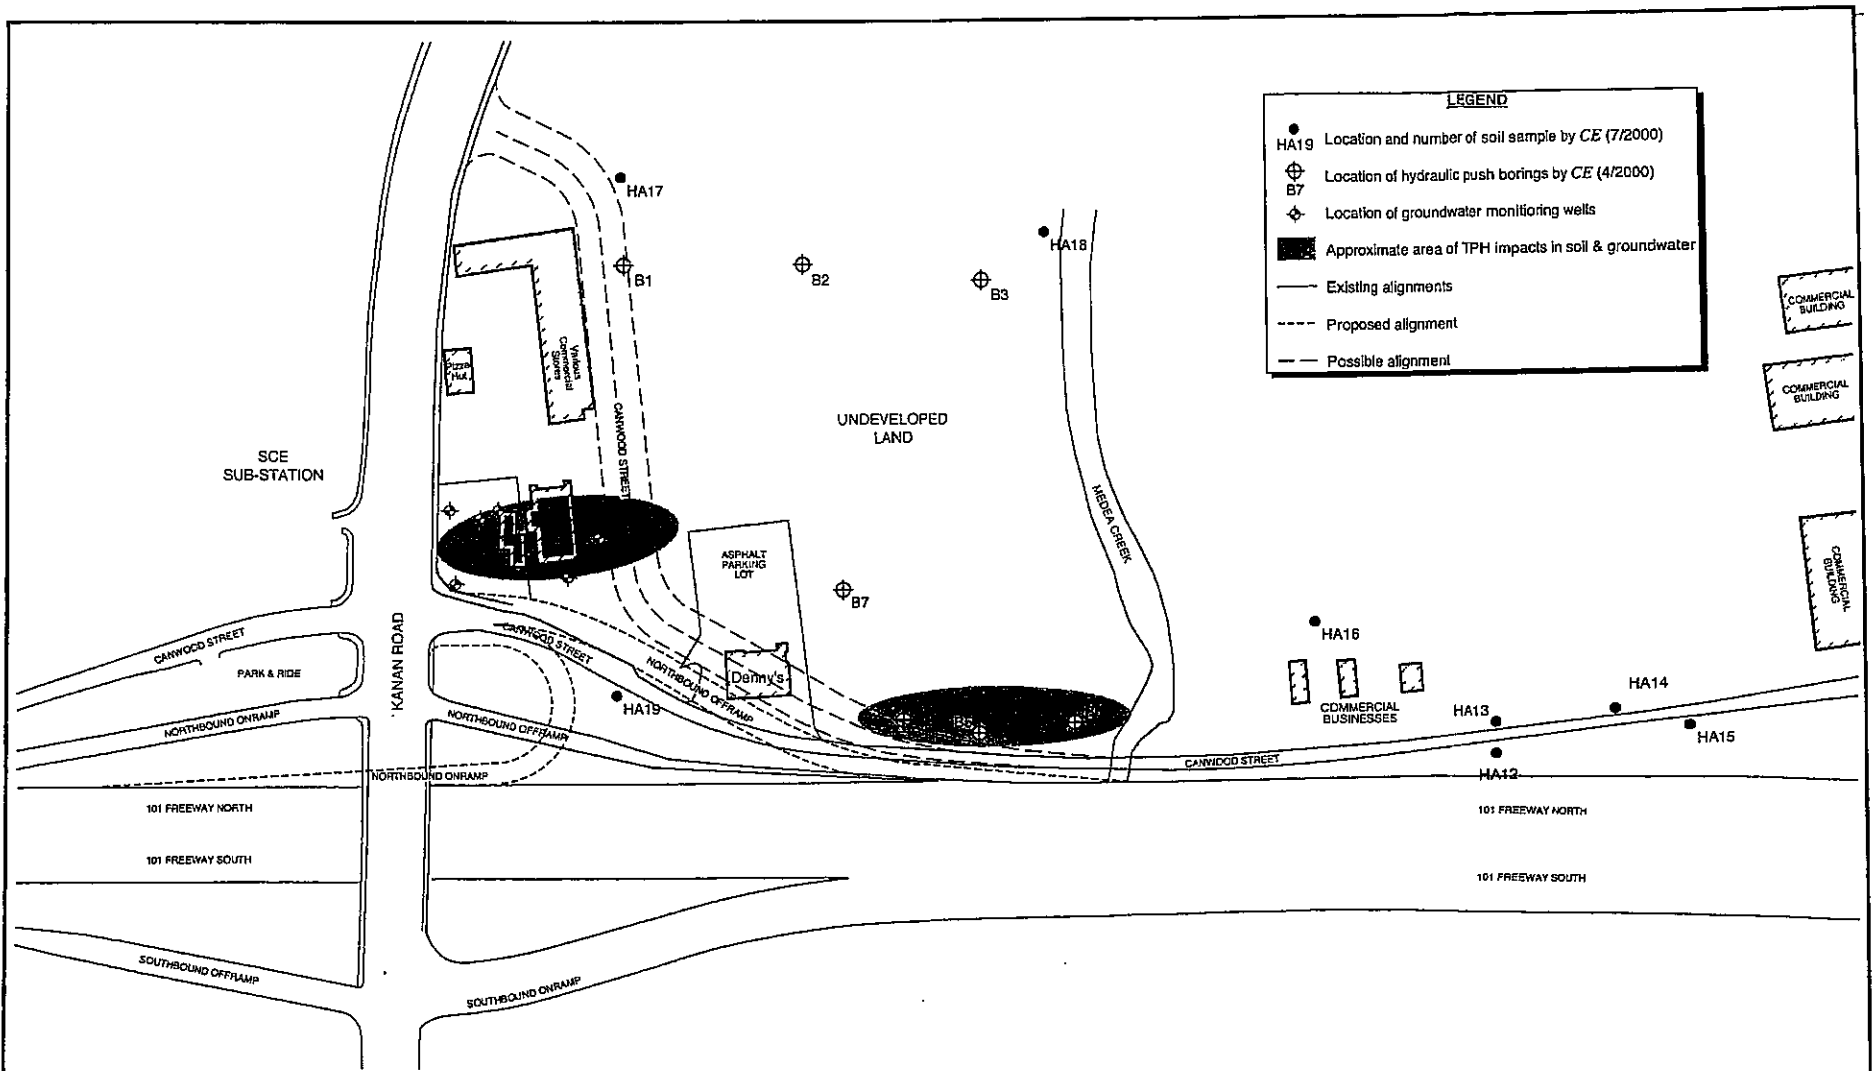 LEGEND
HA19
Location and number of soil sample by CE (7/2000)
B7
Location of hydraulic push borings by CE (4/2000)
Location of groundwater monitoring wells
Approximate area of TPH impacts in soil & groundwater
Existing alignments
Proposed alignment
Possible alignment
HA17
HA18
B1
B2
B3
COMMERCIAL
BUILDING
Pizza
Hut
Various
Commercial
Stores
COMMERCIAL
BUILDING
CANWOOD STREET
UNDEVELOPED
LAND
SCE
SUB-STATION
MEDEA CREEK
ASPHALT
PARKING
LOT
COMMERCIAL
BUILDING
B7
HA16
CANWOOD STREET
KANAN ROAD
CANWOOD STREET
PARK & RIDE
NORTHBOUND OFFRAMP
Denny's
HA19
COMMERCIAL
BUSINESSES
HA14
HA13
HA15
NORTHBOUND ONRAMP
NORTHBOUND OFFRAMP
CANWOOD STREET
HA12
NORTHBOUND ONRAMP
101 FREEWAY NORTH
101 FREEWAY NORTH
101 FREEWAY SOUTH
101 FREEWAY SOUTH
SOUTHBOUND OFFRAMP
SOUTHBOUND ONRAMP